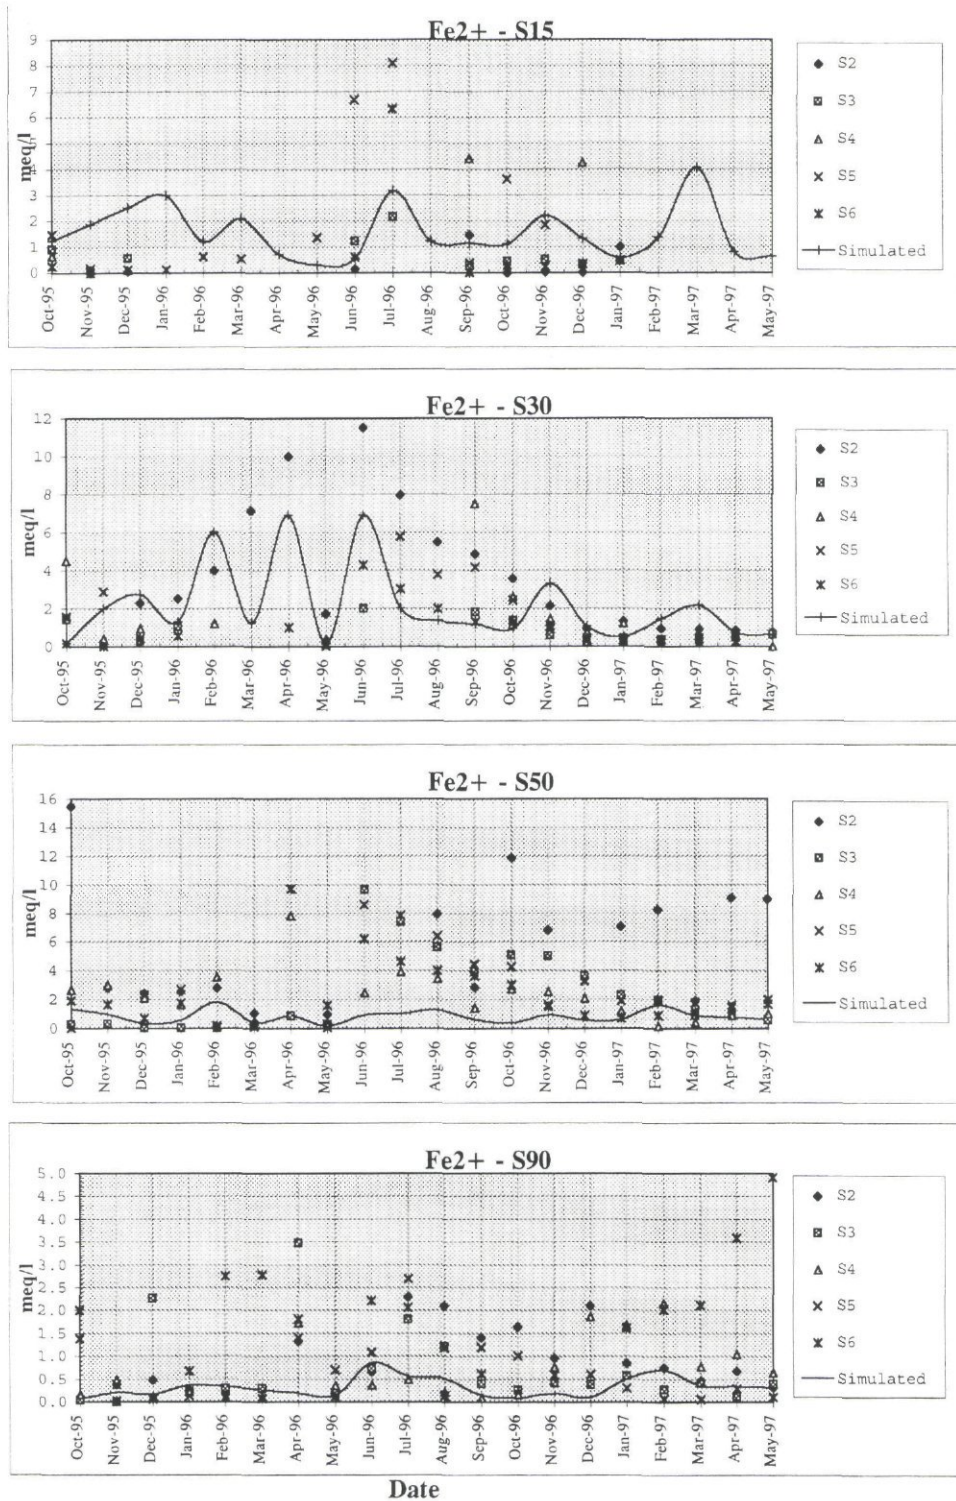 Fe2+ - S15
9
8
7
6
5
4
3
2
1
0
meq/l
Oct-95
Nov-95
Dec-95
Jan-96
Feb-96
Mar-96
Apr-96
May-96
Jun-96
Jul-96
Aug-96
Sep-96
Oct-96
Nov-96
Dec-96
Jan-97
Feb-97
Mar-97
Apr-97
May-97
S2
S3
S4
S5
S6
Simulated
Fe2+ - S30
12
10
8
6
4
2
0
meq/l
Oct-95
Nov-95
Dec-95
Jan-96
Feb-96
Mar-96
Apr-96
May-96
Jun-96
Jul-96
Aug-96
Sep-96
Oct-96
Nov-96
Dec-96
Jan-97
Feb-97
Mar-97
Apr-97
May-97
S2
S3
S4
S5
S6
Simulated
Fe2+ - S50
16
14
12
10
8
6
4
2
0
meq/l
Oct-95
Nov-95
Dec-95
Jan-96
Feb-96
Mar-96
Apr-96
May-96
Jun-96
Jul-96
Aug-96
Sep-96
Oct-96
Nov-96
Dec-96
Jan-97
Feb-97
Mar-97
Apr-97
May-97
S2
S3
S4
S5
S6
Simulated
Fe2+ - S90
5.0
4.5
4.0
3.5
3.0
2.5
2.0
1.5
1.0
0.5
0.0
meq/l
Oct-95
Nov-95
Dec-95
Jan-96
Feb-96
Mar-96
Apr-96
May-96
Jun-96
Jul-96
Aug-96
Sep-96
Oct-96
Nov-96
Dec-96
Jan-97
Feb-97
Mar-97
Apr-97
May-97
S2
S3
S4
S5
S6
Simulated
Date